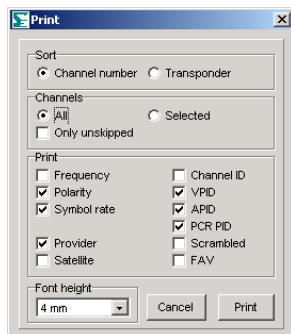 Print
Sort
Channel number Transponder
Channels
All Selected
Only unskipped
Print
Frequency Channel ID
Polarity VPID
Symbol rate APID
PCR PID
Provider Scrambled
Satellite FAV
Font height
4 mm Cancel Print